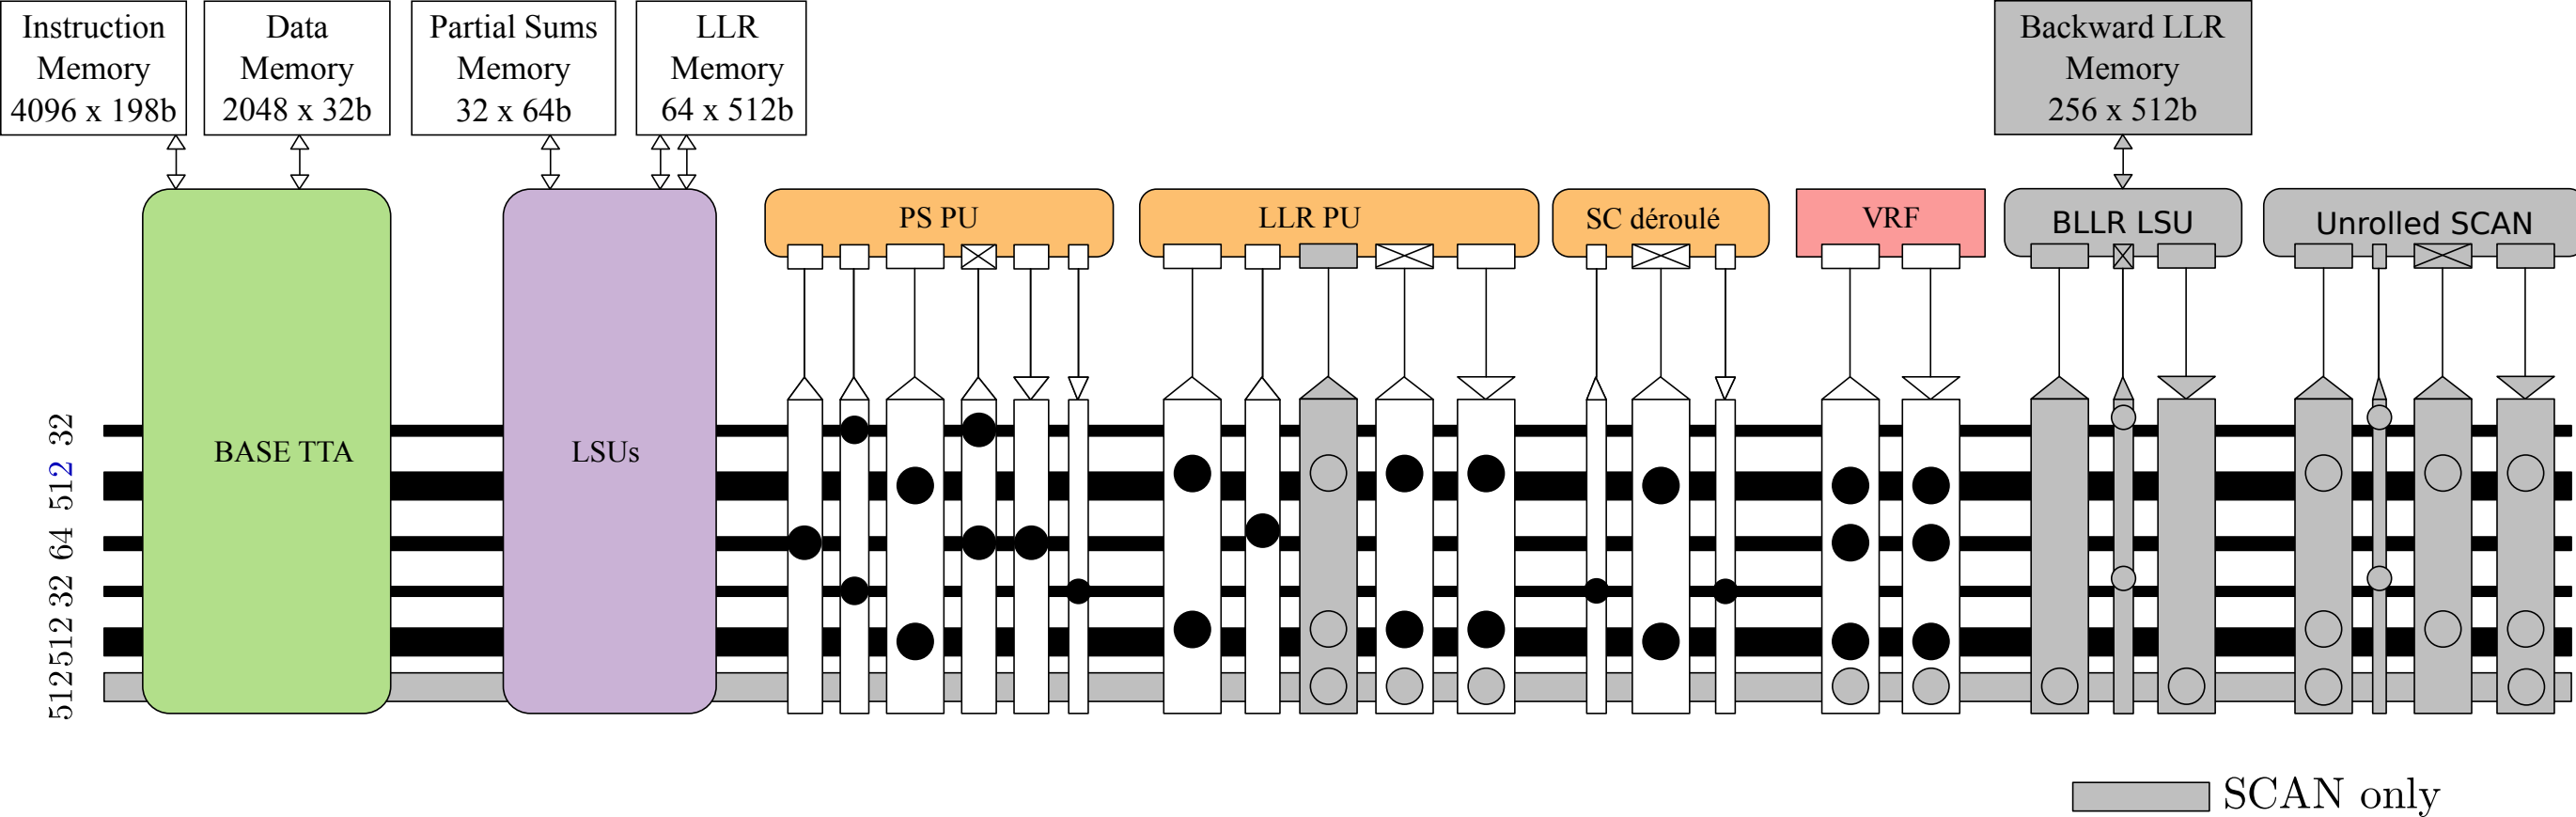 Instruction
Memory
4096 x 198b
Data
Memory
2048 x 32b
Partial Sums
Memory
32 x 64b
LLR
Memory
64 x 512b
Backward LLR
Memory
256 x 512b
BASE TTA
LSUs
PS PU
LLR PU
SC déroulé
VRF
BLLR LSU
Unrolled SCAN
32
512
64
32
512
512
SCAN only